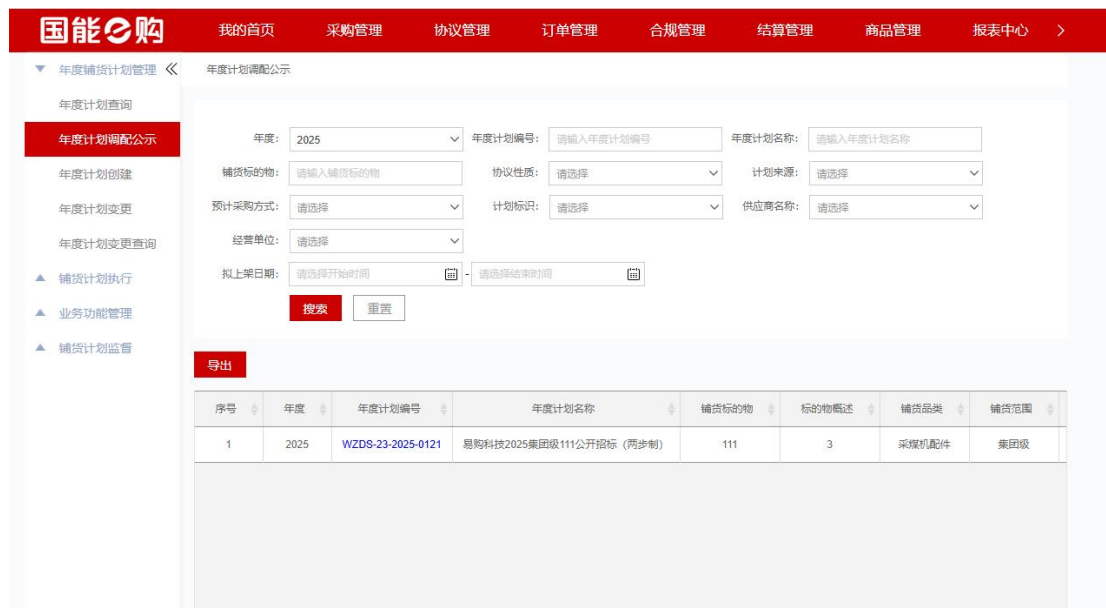 国能e购 我的首页 采购管理 协议管理 订单管理 合规管理 结算管理 商品管理 报表中心 >
年度铺货计划管理 年度计划调配公示
年度计划查询
年度计划调配公示
年度计划创建
年度计划变更
年度计划变更查询
铺货计划执行
业务功能管理
铺货计划监督
年度: 2025 年度计划编号: 请输入年度计划编号 年度计划名称: 请输入年度计划名称
铺货标的物: 请输入铺货标的物 协议性质: 请选择 计划来源: 请选择
预计采购方式: 请选择 计划标识: 请选择 供应商名称: 请选择
经营单位: 请选择
拟上架日期: 请选择开始时间 - 请选择结束时间
搜索 重置
导出
序号 年度 年度计划编号 年度计划名称 铺货标的物 标的物概述 铺货品类 铺货范围
1 2025 WZDS-23-2025-0121 易购科技2025集团级111公开招标（两步制） 111 3 采煤机配件 集团级